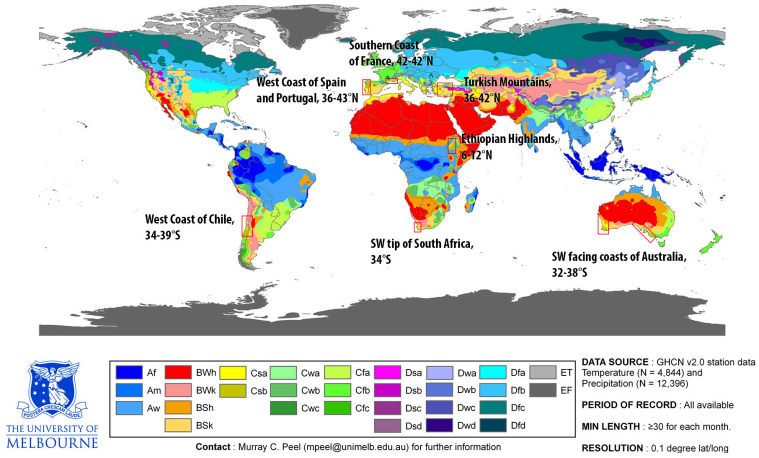 Southern Coast
of France, 42-42°N
West Coast of Spain
and Portugal, 36-43°N
Turkish Mountains,
36-42°N
Ethiopian Highlands,
6-12°N
West Coast of Chile,
34-39°S
SW tip of South Africa,
34°S
SW facing coasts of Australia,
32-38°S
THE UNIVERSITY OF
MELBOURNE
Af BWh Csa Cwa Cfa Dsa Dwa Dfa ET
Am BWk Csb Cwb Cfb Dsb Dwb Dfb EF
Aw BSh Cwc Cfc Dsc Dwc Dfc
BSk Dsd Dwd Dfd
Contact : Murray C. Peel (mpeel@unimelb.edu.au) for further information
DATA SOURCE : GHCN v2.0 station data
Temperature (N = 4,844) and
Precipitation (N = 12,396)
PERIOD OF RECORD : All available
MIN LENGTH : ≥30 for each month.
RESOLUTION : 0.1 degree lat/long